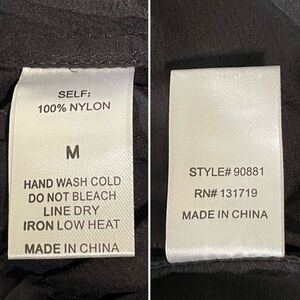 SELF:
100% NYLON
M
HAND WASH COLD
DO NOT BLEACH
LINE DRY
IRON LOW HEAT
MADE IN CHINA
STYLE# 90881
RN# 131719
MADE IN CHINA